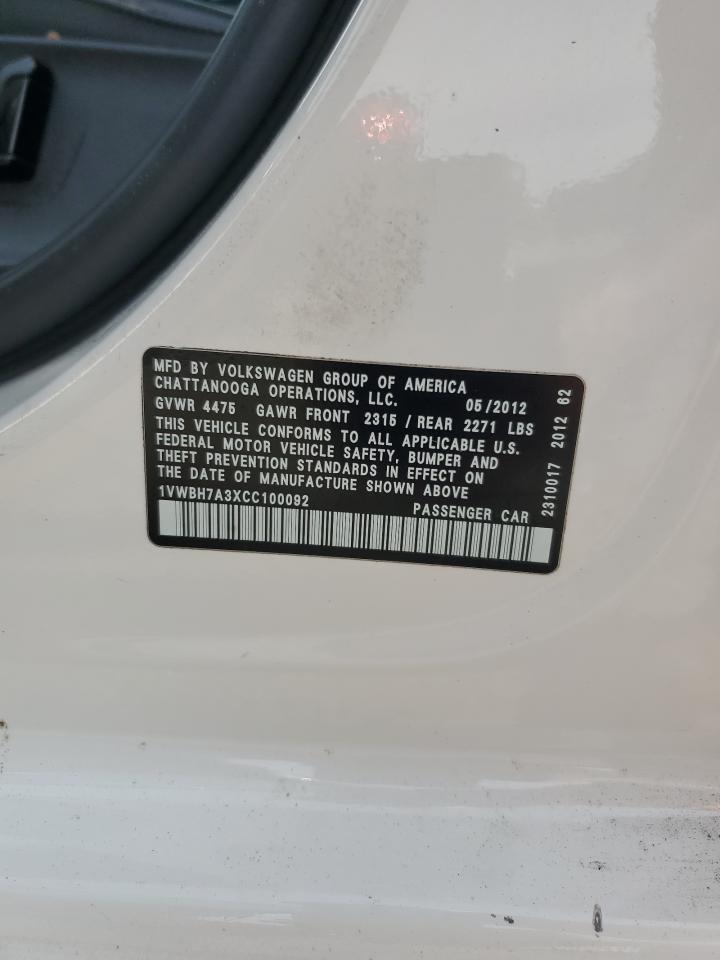 MFD BY VOLKSWAGEN GROUP OF AMERICA
CHATTANOOGA OPERATIONS, LLC. 05/2012
GVWR 4475 GAWR FRONT 2315 / REAR 2271 LBS
THIS VEHICLE CONFORMS TO ALL APPLICABLE U.S.
FEDERAL MOTOR VEHICLE SAFETY, BUMPER AND
THEFT PREVENTION STANDARDS IN EFFECT ON
THE DATE OF MANUFACTURE SHOWN ABOVE
1VWBH7A3XCC100092 PASSENGER CAR
2310017 2012 62